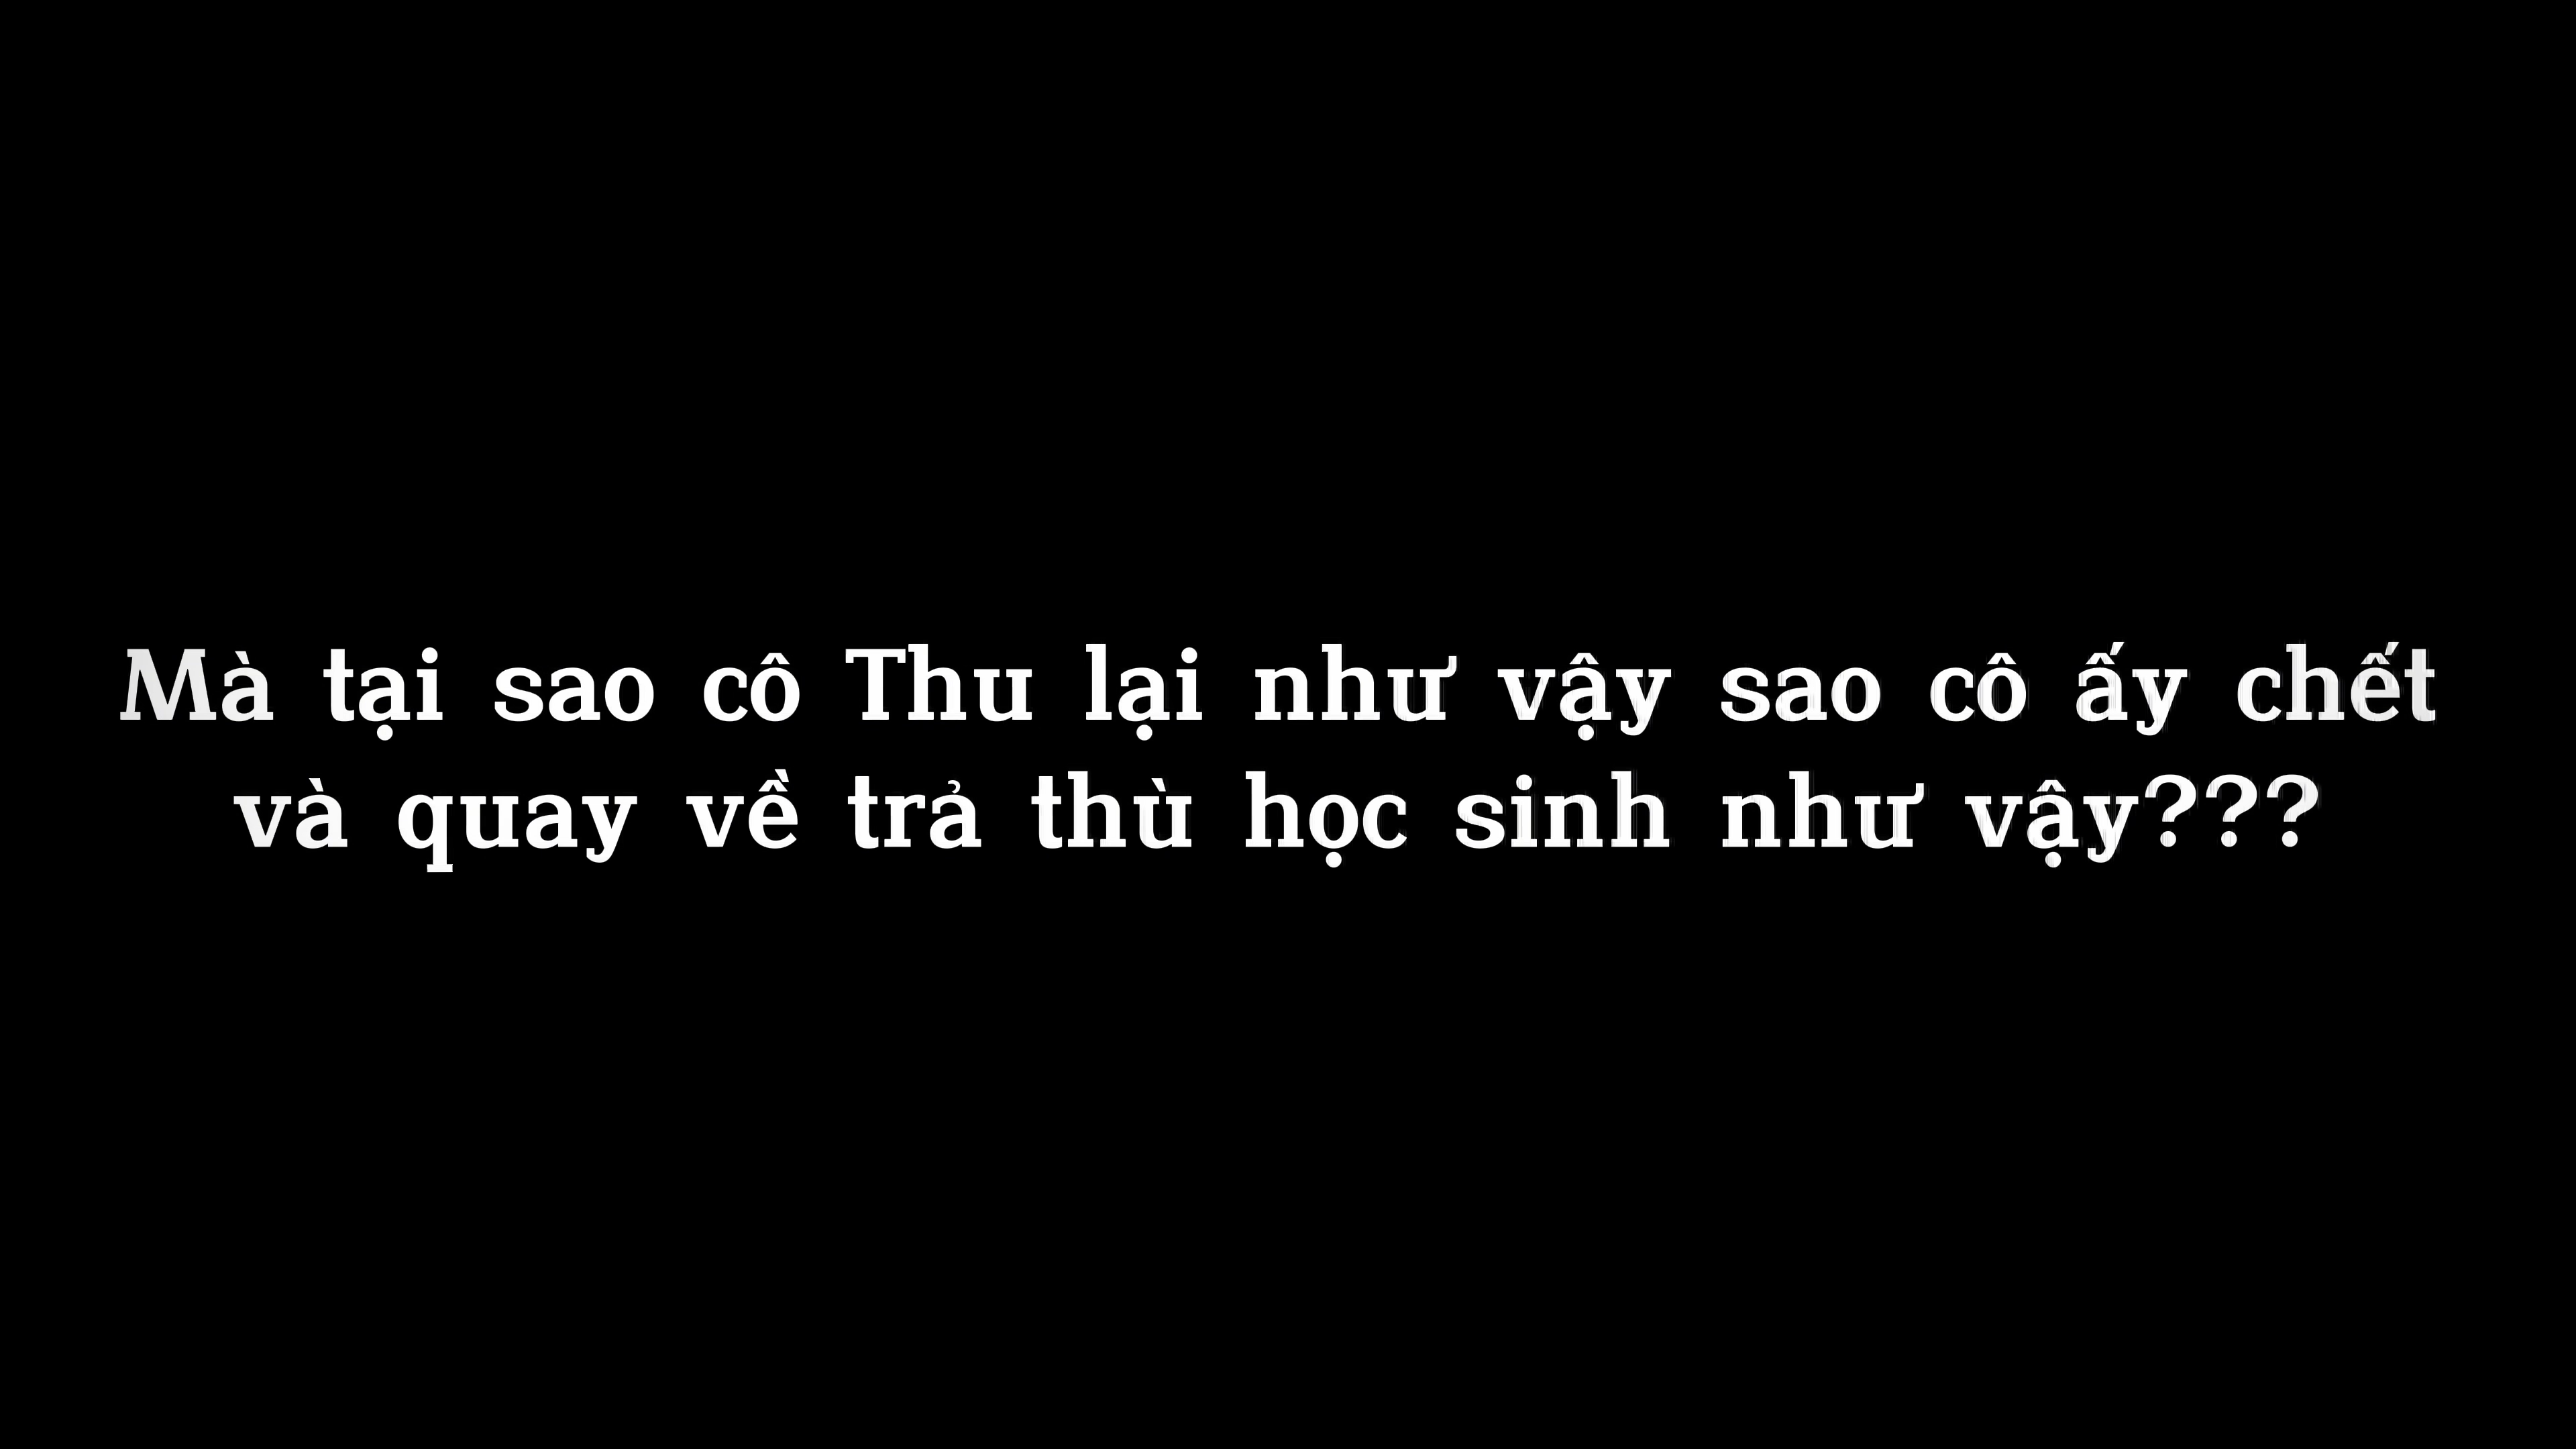 Mà tại sao cô Thu lại như vậy sao cô ấy chết
và quay về trả thù học sinh như vậy???